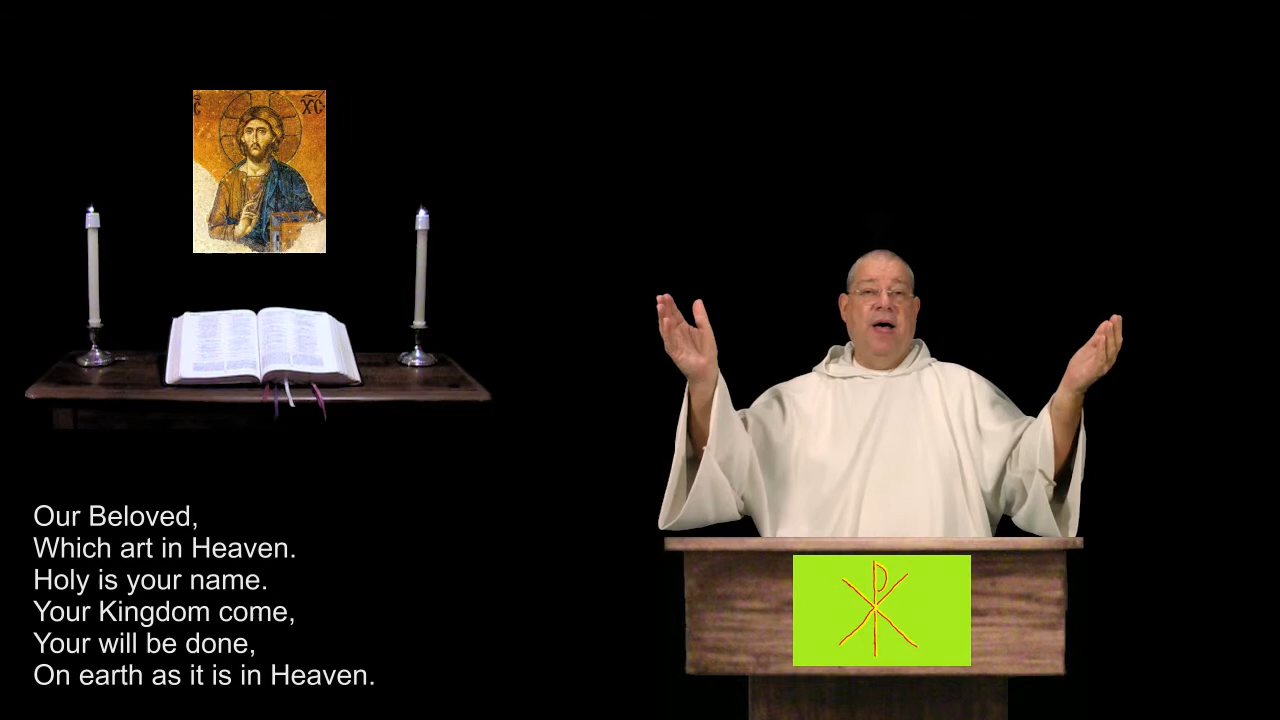 C
XC
Our Beloved,
Which art in Heaven.
Holy is your name.
Your Kingdom come,
Your will be done,
On earth as it is in Heaven.